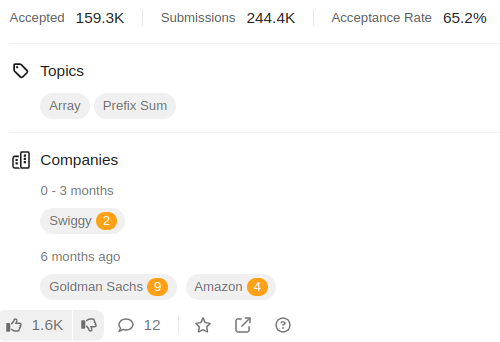 Accepted 159.3K Submissions 244.4K Acceptance Rate 65.2%
Topics
Array Prefix Sum
Companies
0 - 3 months
Swiggy 2
6 months ago
Goldman Sachs 9 Amazon 4
1.6K 12